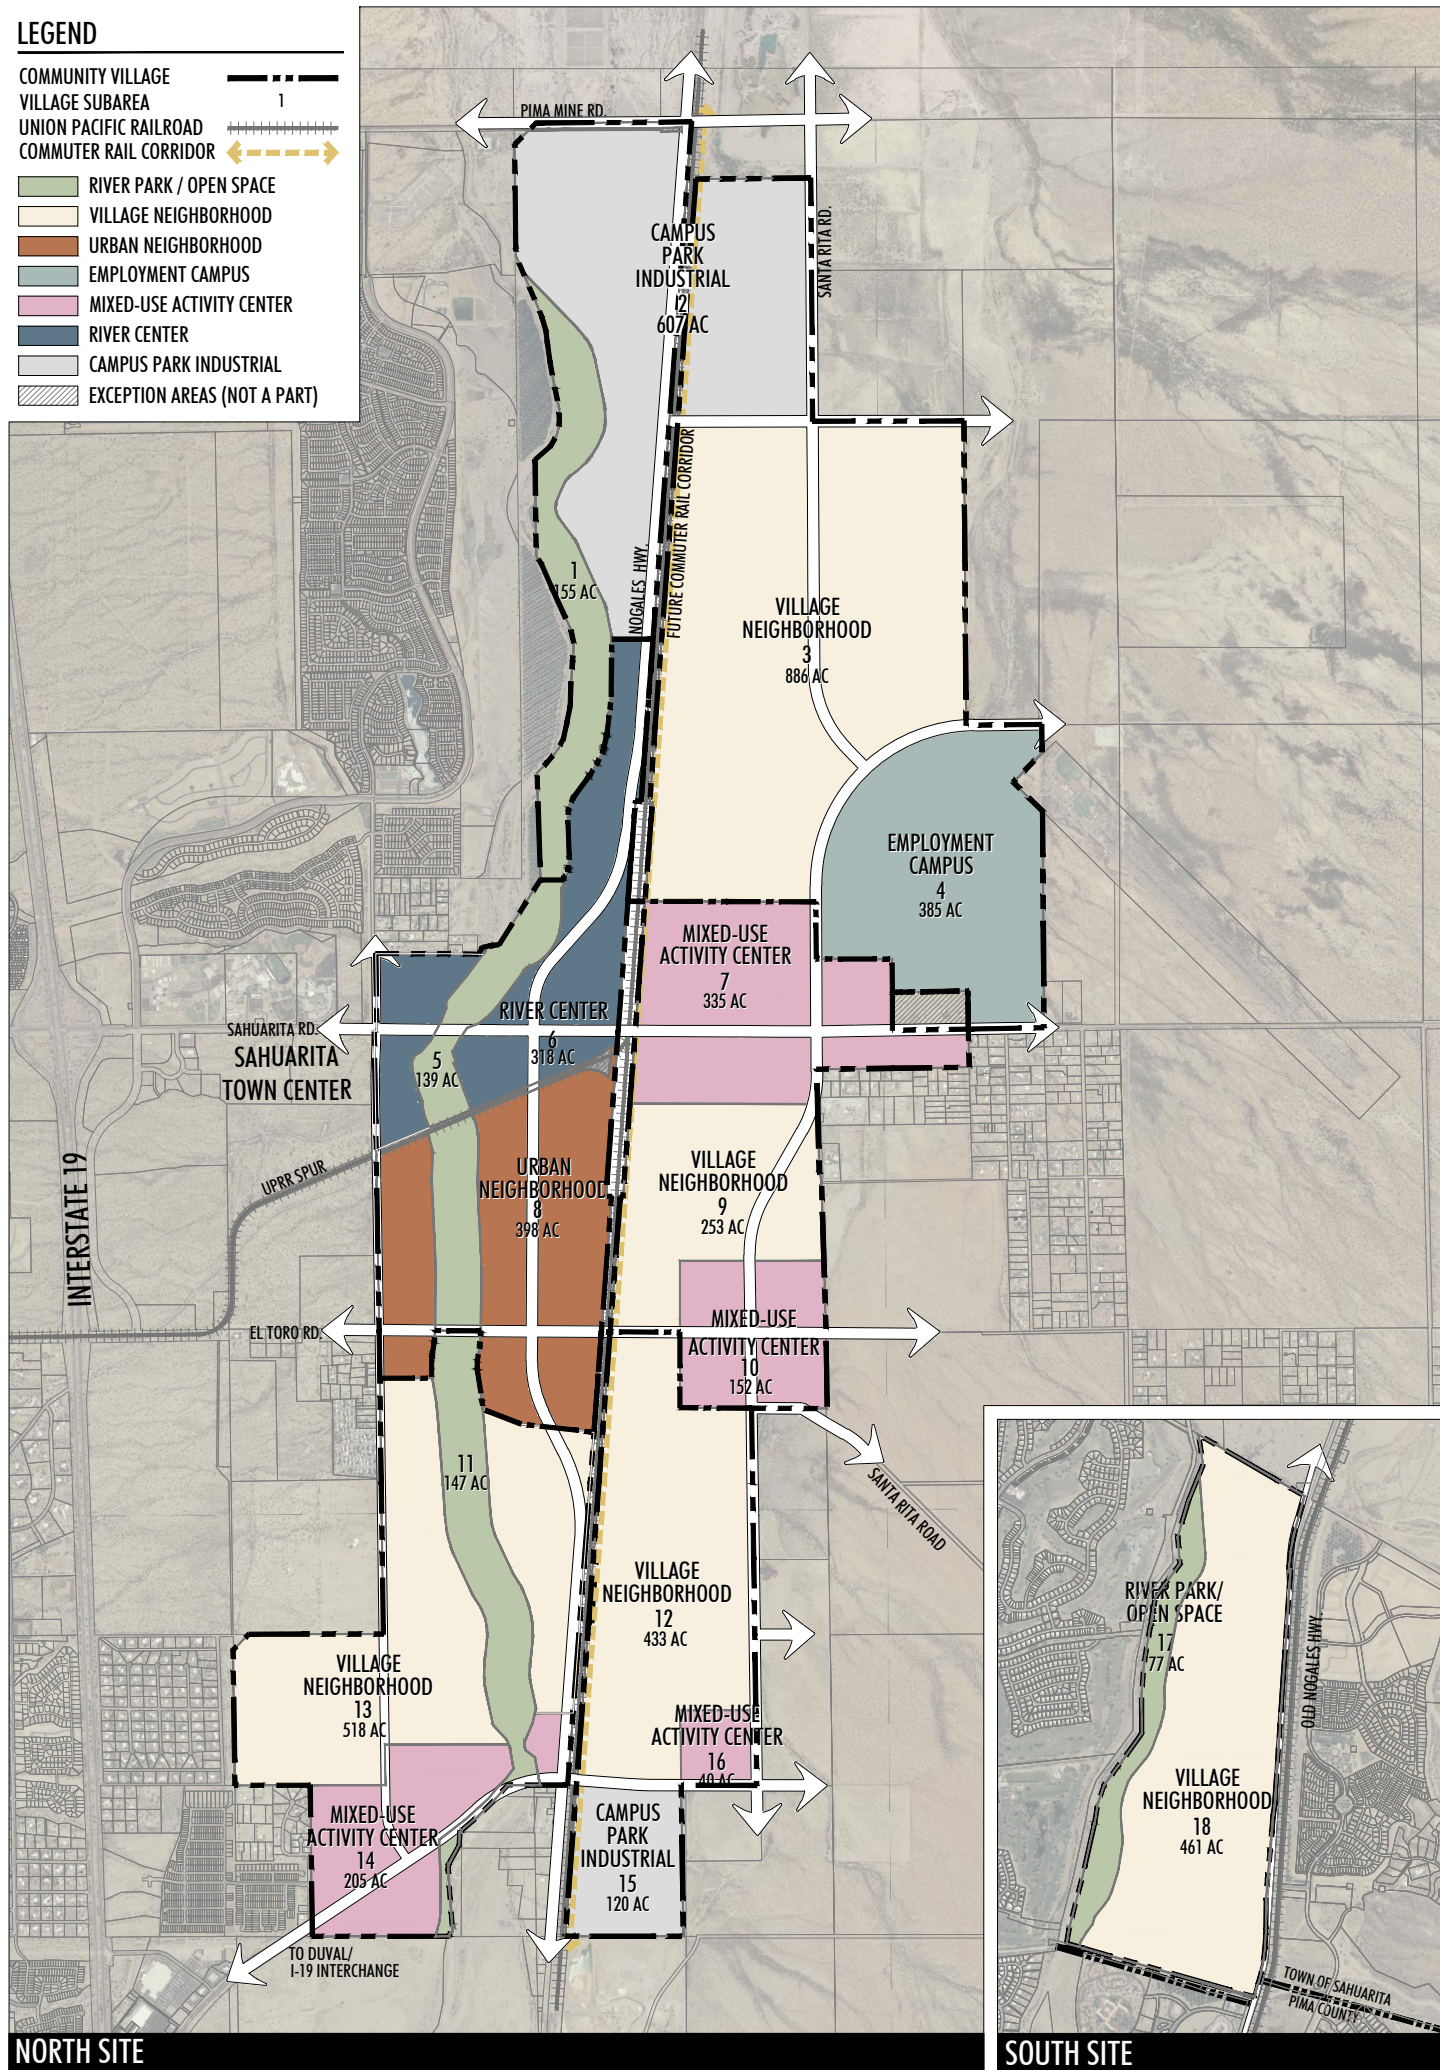 LEGEND
COMMUNITY VILLAGE
VILLAGE SUBAREA 1
UNION PACIFIC RAILROAD
COMMUTER RAIL CORRIDOR
RIVER PARK / OPEN SPACE
VILLAGE NEIGHBORHOOD
URBAN NEIGHBORHOOD
EMPLOYMENT CAMPUS
MIXED-USE ACTIVITY CENTER
RIVER CENTER
CAMPUS PARK INDUSTRIAL
EXCEPTION AREAS (NOT A PART)
PIMA MINE RD.
SANTA RITA RD.
CAMPUS
PARK
INDUSTRIAL
2
607 AC
NOGALES HWY.
FUTURE COMMUTER RAIL CORRIDOR
1
155 AC
VILLAGE
NEIGHBORHOOD
3
886 AC
EMPLOYMENT
CAMPUS
4
385 AC
MIXED-USE
ACTIVITY CENTER
7
335 AC
RIVER CENTER
6
318 AC
SAHUARITA RD.
SAHUARITA
TOWN CENTER
5
139 AC
UPRR SPUR
INTERSTATE 19
URBAN
NEIGHBORHOOD
8
398 AC
VILLAGE
NEIGHBORHOOD
9
253 AC
EL TORO RD.
MIXED-USE
ACTIVITY CENTER
10
152 AC
SANTA RITA ROAD
11
147 AC
VILLAGE
NEIGHBORHOOD
12
433 AC
VILLAGE
NEIGHBORHOOD
13
518 AC
MIXED-USE
ACTIVITY CENTER
16
40 AC
MIXED-USE
ACTIVITY CENTER
14
205 AC
CAMPUS
PARK
INDUSTRIAL
15
120 AC
TO DUVAL/
I-19 INTERCHANGE
NORTH SITE
RIVER PARK/
OPEN SPACE
17
77 AC
OLD NOGALES HWY.
VILLAGE
NEIGHBORHOOD
18
461 AC
TOWN OF SAHUARITA
PIMA COUNTY
SOUTH SITE